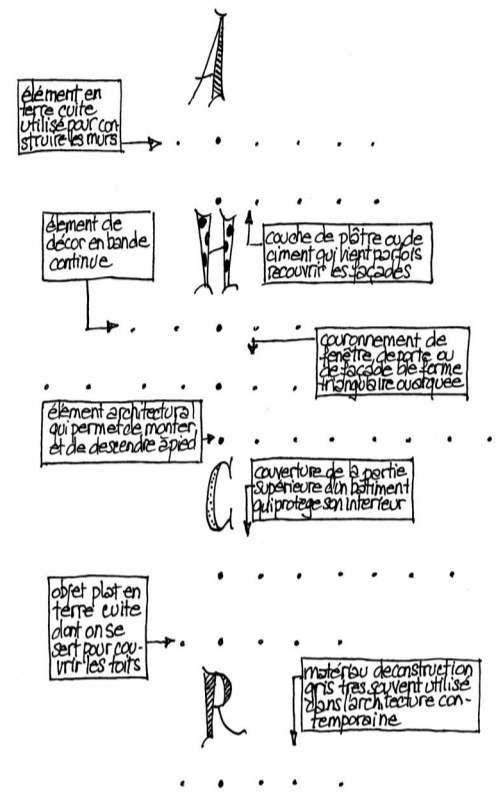 A
élément en
terre cuite
utilisé pour con-
struire les murs
élément de
décor en bande
continue
H
couche de plâtre ou de
ciment qui vient parfois
recouvrir les façades
couronnement de
fenêtre, de porte ou
de façade de forme
triangulaire ou arquée
élément architectural
qui permet de monter
et de descendre à pied
C
couverture de la partie
supérieure d'un bâtiment
qui protège son intérieur
objet plat en
terre cuite
dont on se
sert pour cou-
vrir les toits
R
matériau de construction
gris très souvent utilisé
dans l'architecture con-
temporaine